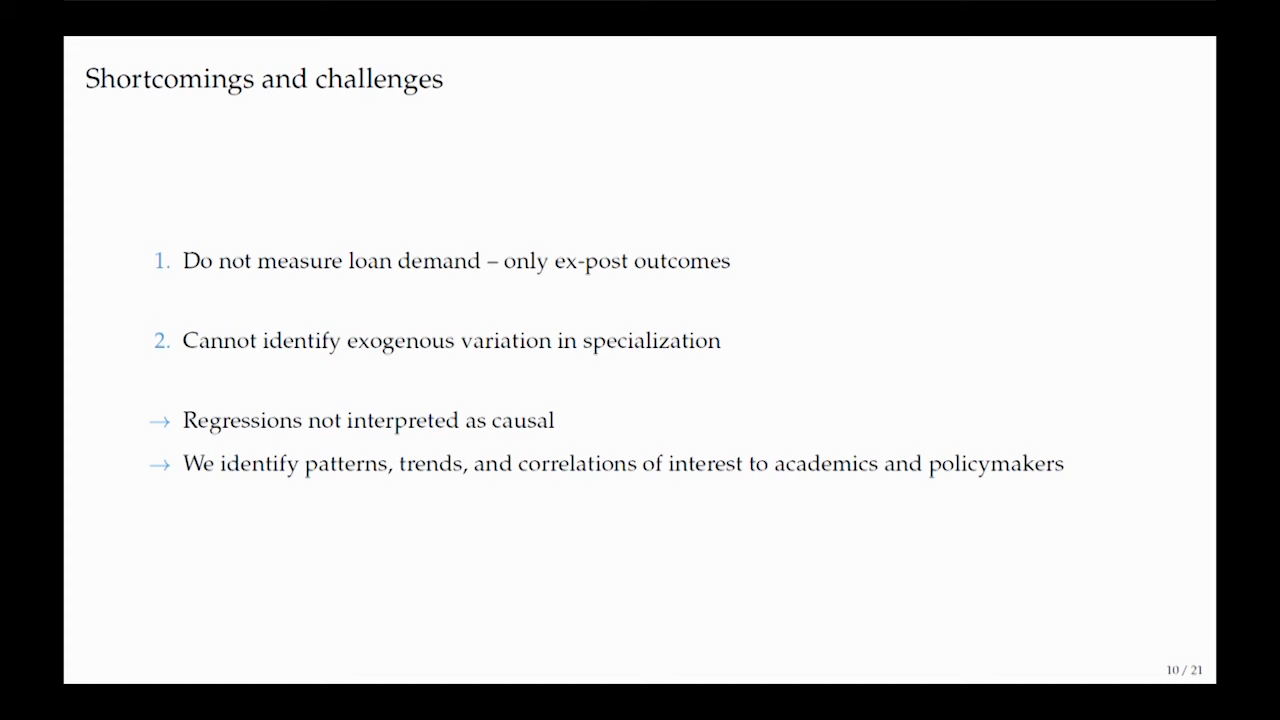 Shortcomings and challenges
1. Do not measure loan demand – only ex-post outcomes
2. Cannot identify exogenous variation in specialization
→ Regressions not interpreted as causal
→ We identify patterns, trends, and correlations of interest to academics and policymakers
10 / 21